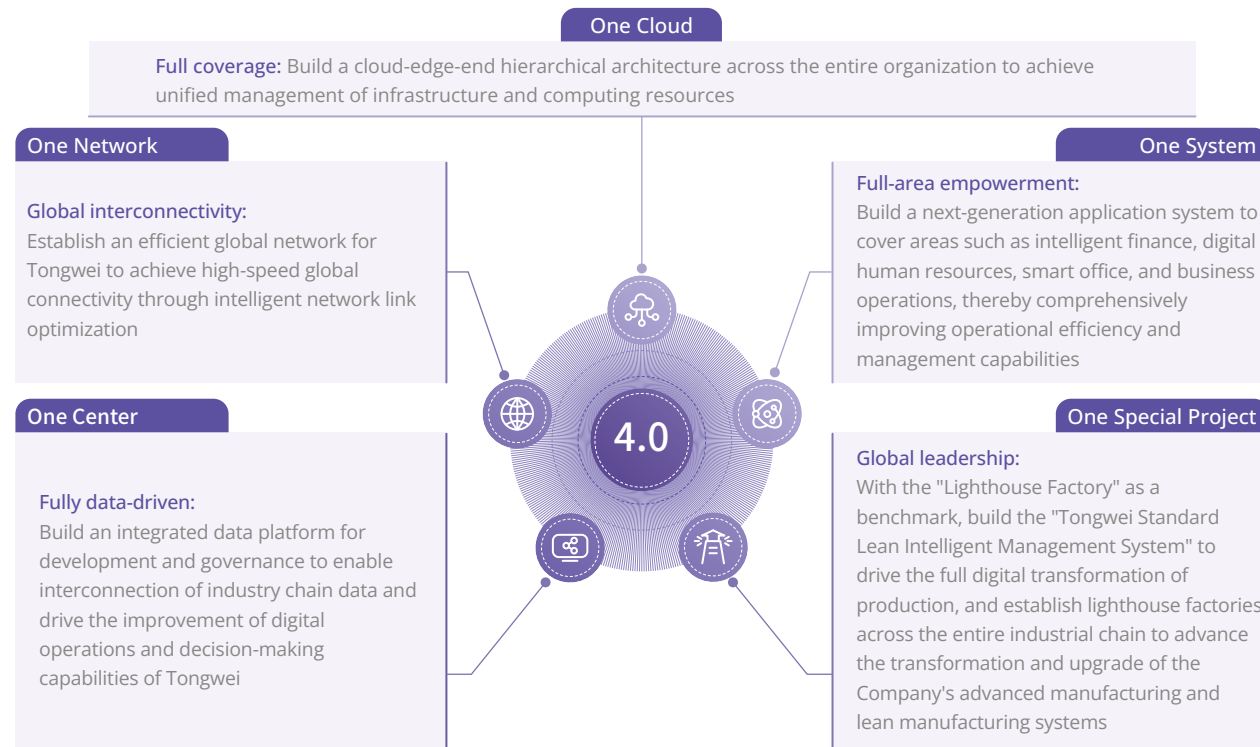 One Cloud
Full coverage: Build a cloud-edge-end hierarchical architecture across the entire organization to achieve
unified management of infrastructure and computing resources
One Network
Global interconnectivity:
Establish an efficient global network for
Tongwei to achieve high-speed global
connectivity through intelligent network link
optimization
One System
Full-area empowerment:
Build a next-generation application system to
cover areas such as intelligent finance, digital
human resources, smart office, and business
operations, thereby comprehensively
improving operational efficiency and
management capabilities
4.0
One Center
Fully data-driven:
Build an integrated data platform for
development and governance to enable
interconnection of industry chain data and
drive the improvement of digital
operations and decision-making
capabilities of Tongwei
One Special Project
Global leadership:
With the "Lighthouse Factory" as a
benchmark, build the "Tongwei Standard
Lean Intelligent Management System" to
drive the full digital transformation of
production, and establish lighthouse factories
across the entire industrial chain to advance
the transformation and upgrade of the
Company's advanced manufacturing and
lean manufacturing systems